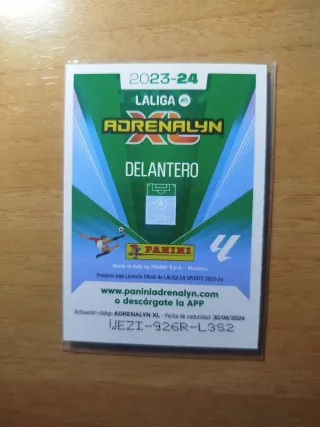 2023-24
LALIGA EA SPORTS
ADRENALYN
XL
DELANTERO
PANINI
Made in Italy by PANINI S.p.A. - Modena
Producto bajo Licencia Oficial de LALIGA EA SPORTS 2023-24
www.paniniadrenalyn.com
o descárgate la APP
Activación código ADRENALYN XL - Fecha de caducidad: 30/06/2024
WEZI-926R-L3S2